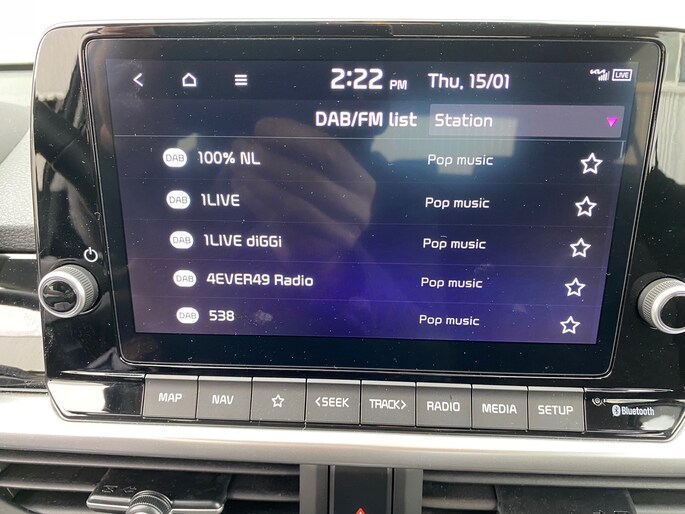 2:22 PM Thu, 15/01 KIA LIVE
DAB/FM list Station
DAB 100% NL Pop music
DAB 1LIVE Pop music
DAB 1LIVE diGGi Pop music
DAB 4EVER49 Radio Pop music
DAB 538 Pop music
MAP NAV <SEEK TRACK> RADIO MEDIA SETUP
Bluetooth